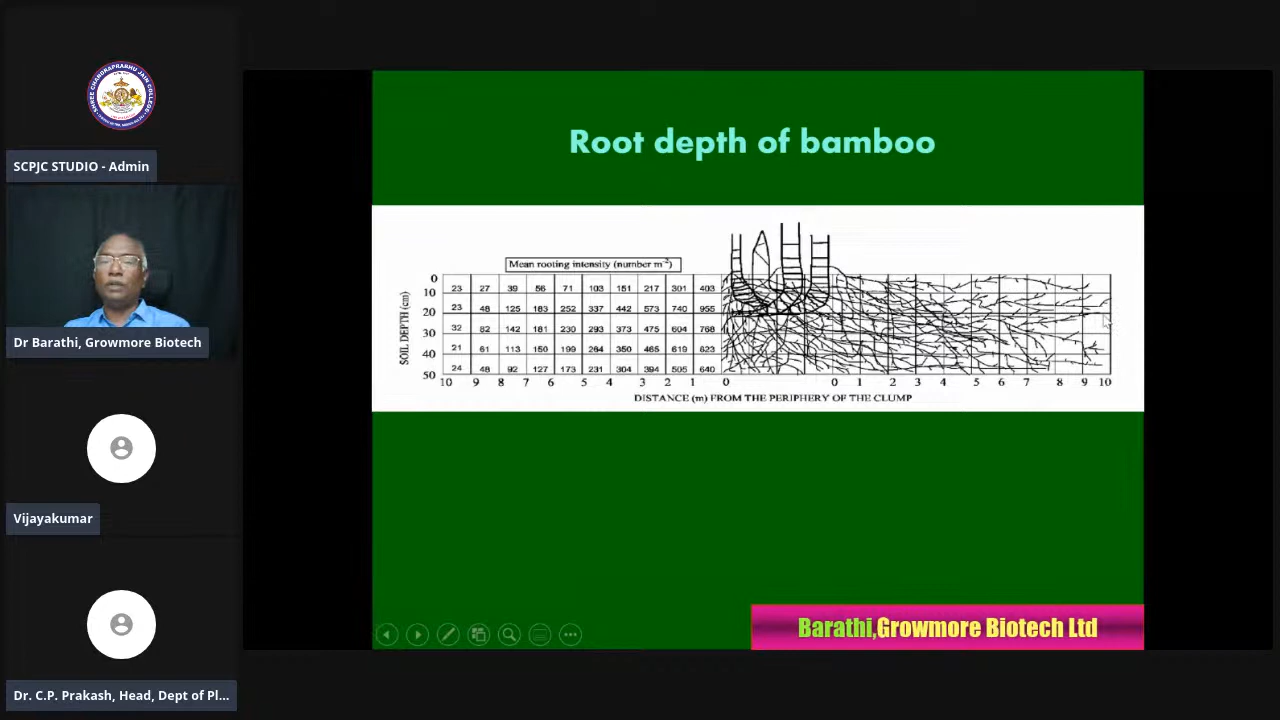 SCPJC STUDIO - Admin
Dr Barathi, Growmore Biotech
Vijayakumar
Dr. C.P. Prakash, Head, Dept of Pl...
Root depth of bamboo
Mean rooting intensity (number m⁻²)
SOIL DEPTH (cm)
0
23 27 39 56 71 103 151 217 301 403
10
23 48 125 183 252 337 442 573 740 955
20
32 82 142 181 230 293 373 475 604 768
30
21 61 113 150 199 264 350 465 619 823
40
24 48 92 127 173 231 304 394 505 640
50
10 9 8 7 6 5 4 3 2 1 0 0 1 2 3 4 5 6 7 8 9 10
DISTANCE (m) FROM THE PERIPHERY OF THE CLUMP
Barathi,Growmore Biotech Ltd